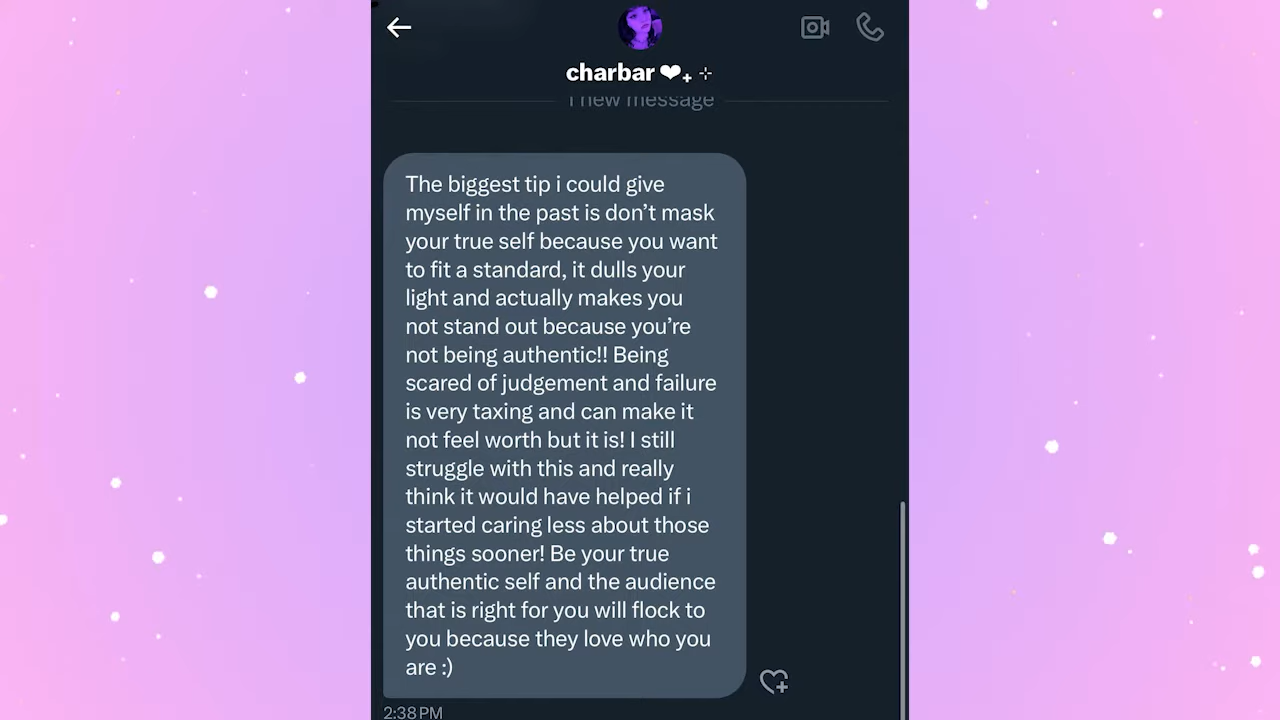 charbar ❤₊ ⊹
1 new message
The biggest tip i could give
myself in the past is don’t mask
your true self because you want
to fit a standard, it dulls your
light and actually makes you
not stand out because you’re
not being authentic!! Being
scared of judgement and failure
is very taxing and can make it
not feel worth but it is! I still
struggle with this and really
think it would have helped if i
started caring less about those
things sooner! Be your true
authentic self and the audience
that is right for you will flock to
you because they love who you
are :)
2:38 PM